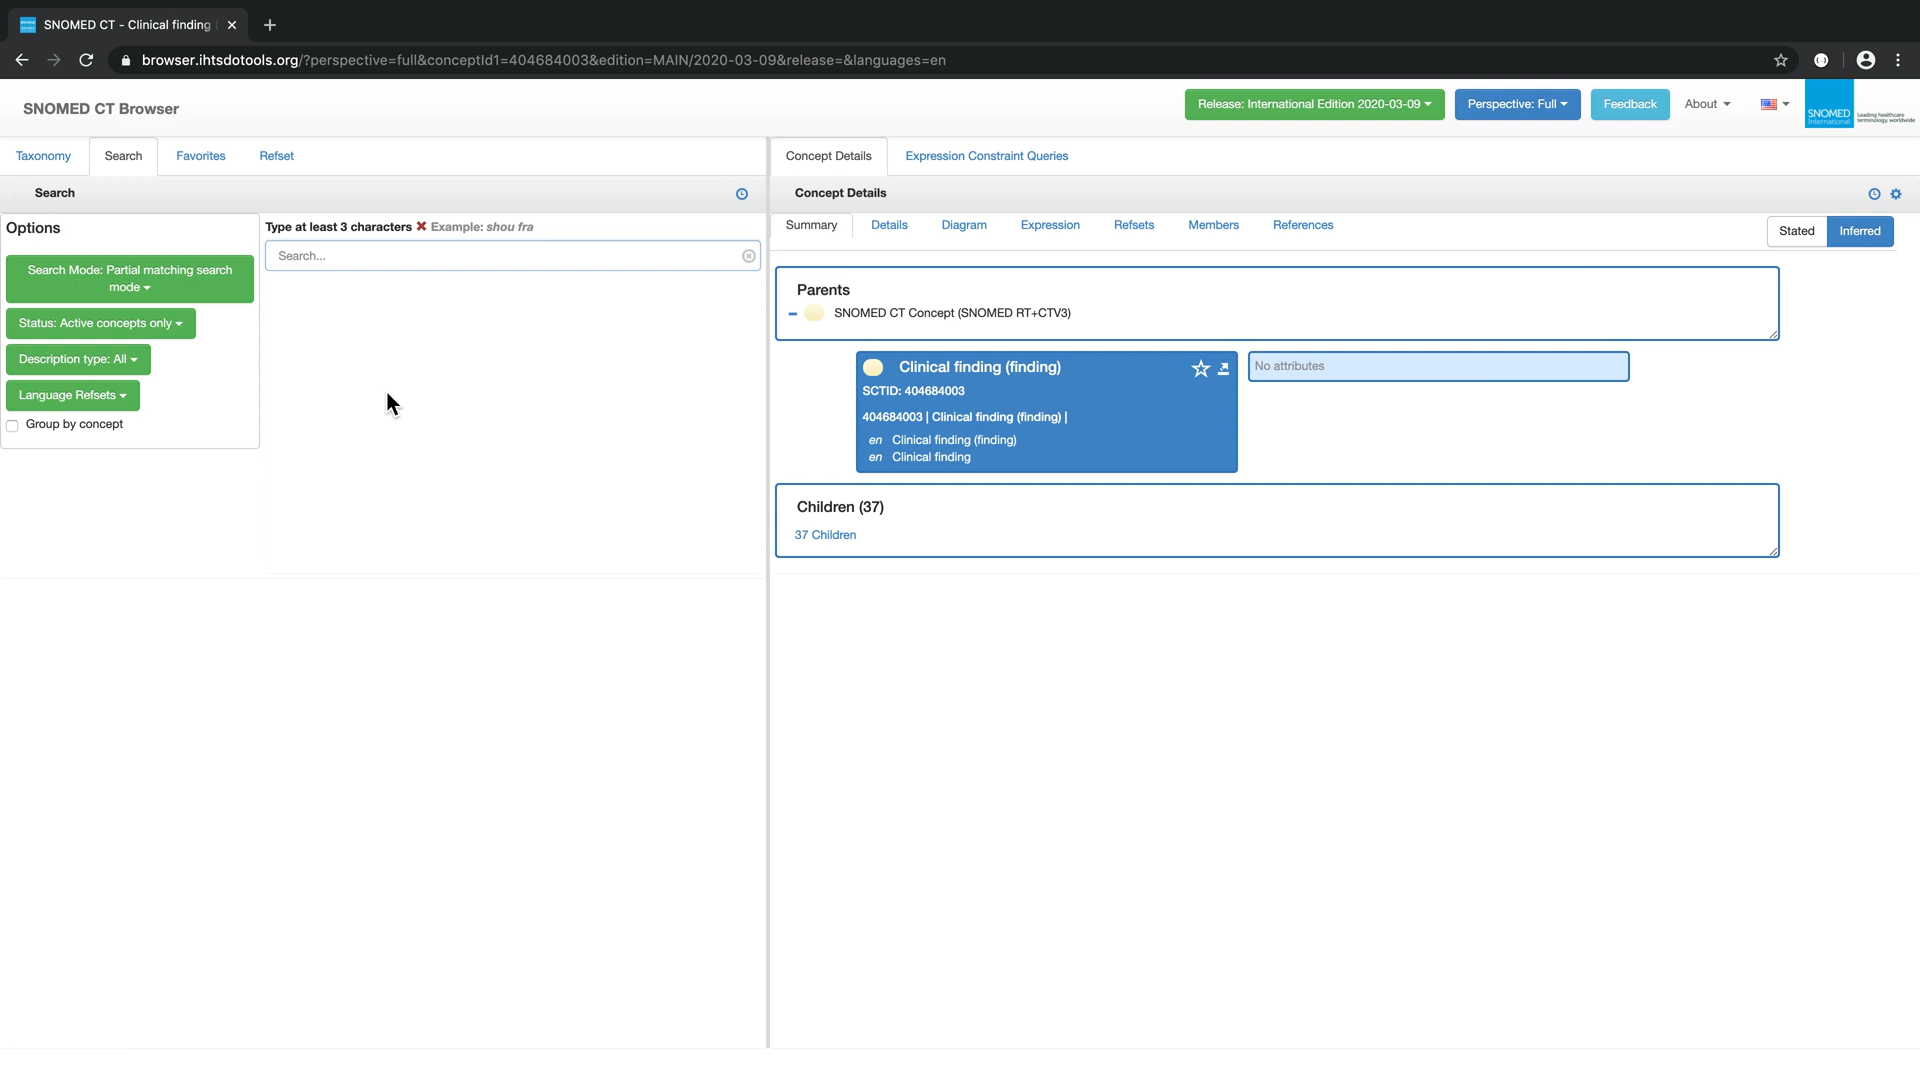 SNOMED CT - Clinical finding
browser.ihtsdotools.org/?perspective=full&conceptId1=404684003&edition=MAIN/2020-03-09&release=&languages=en
SNOMED CT Browser
Release: International Edition 2020-03-09
Perspective: Full
Feedback
About
SNOMED
International
Leading healthcare
terminology, worldwide
Taxonomy
Search
Favorites
Refset
Search
Options
Search Mode: Partial matching search
mode
Status: Active concepts only
Description type: All
Language Refsets
Group by concept
Type at least 3 characters ✖ Example: shou fra
Search...
Concept Details
Expression Constraint Queries
Concept Details
Summary
Details
Diagram
Expression
Refsets
Members
References
Stated
Inferred
Parents
SNOMED CT Concept (SNOMED RT+CTV3)
Clinical finding (finding)
SCTID: 404684003
404684003 | Clinical finding (finding) |
en Clinical finding (finding)
en Clinical finding
No attributes
Children (37)
37 Children